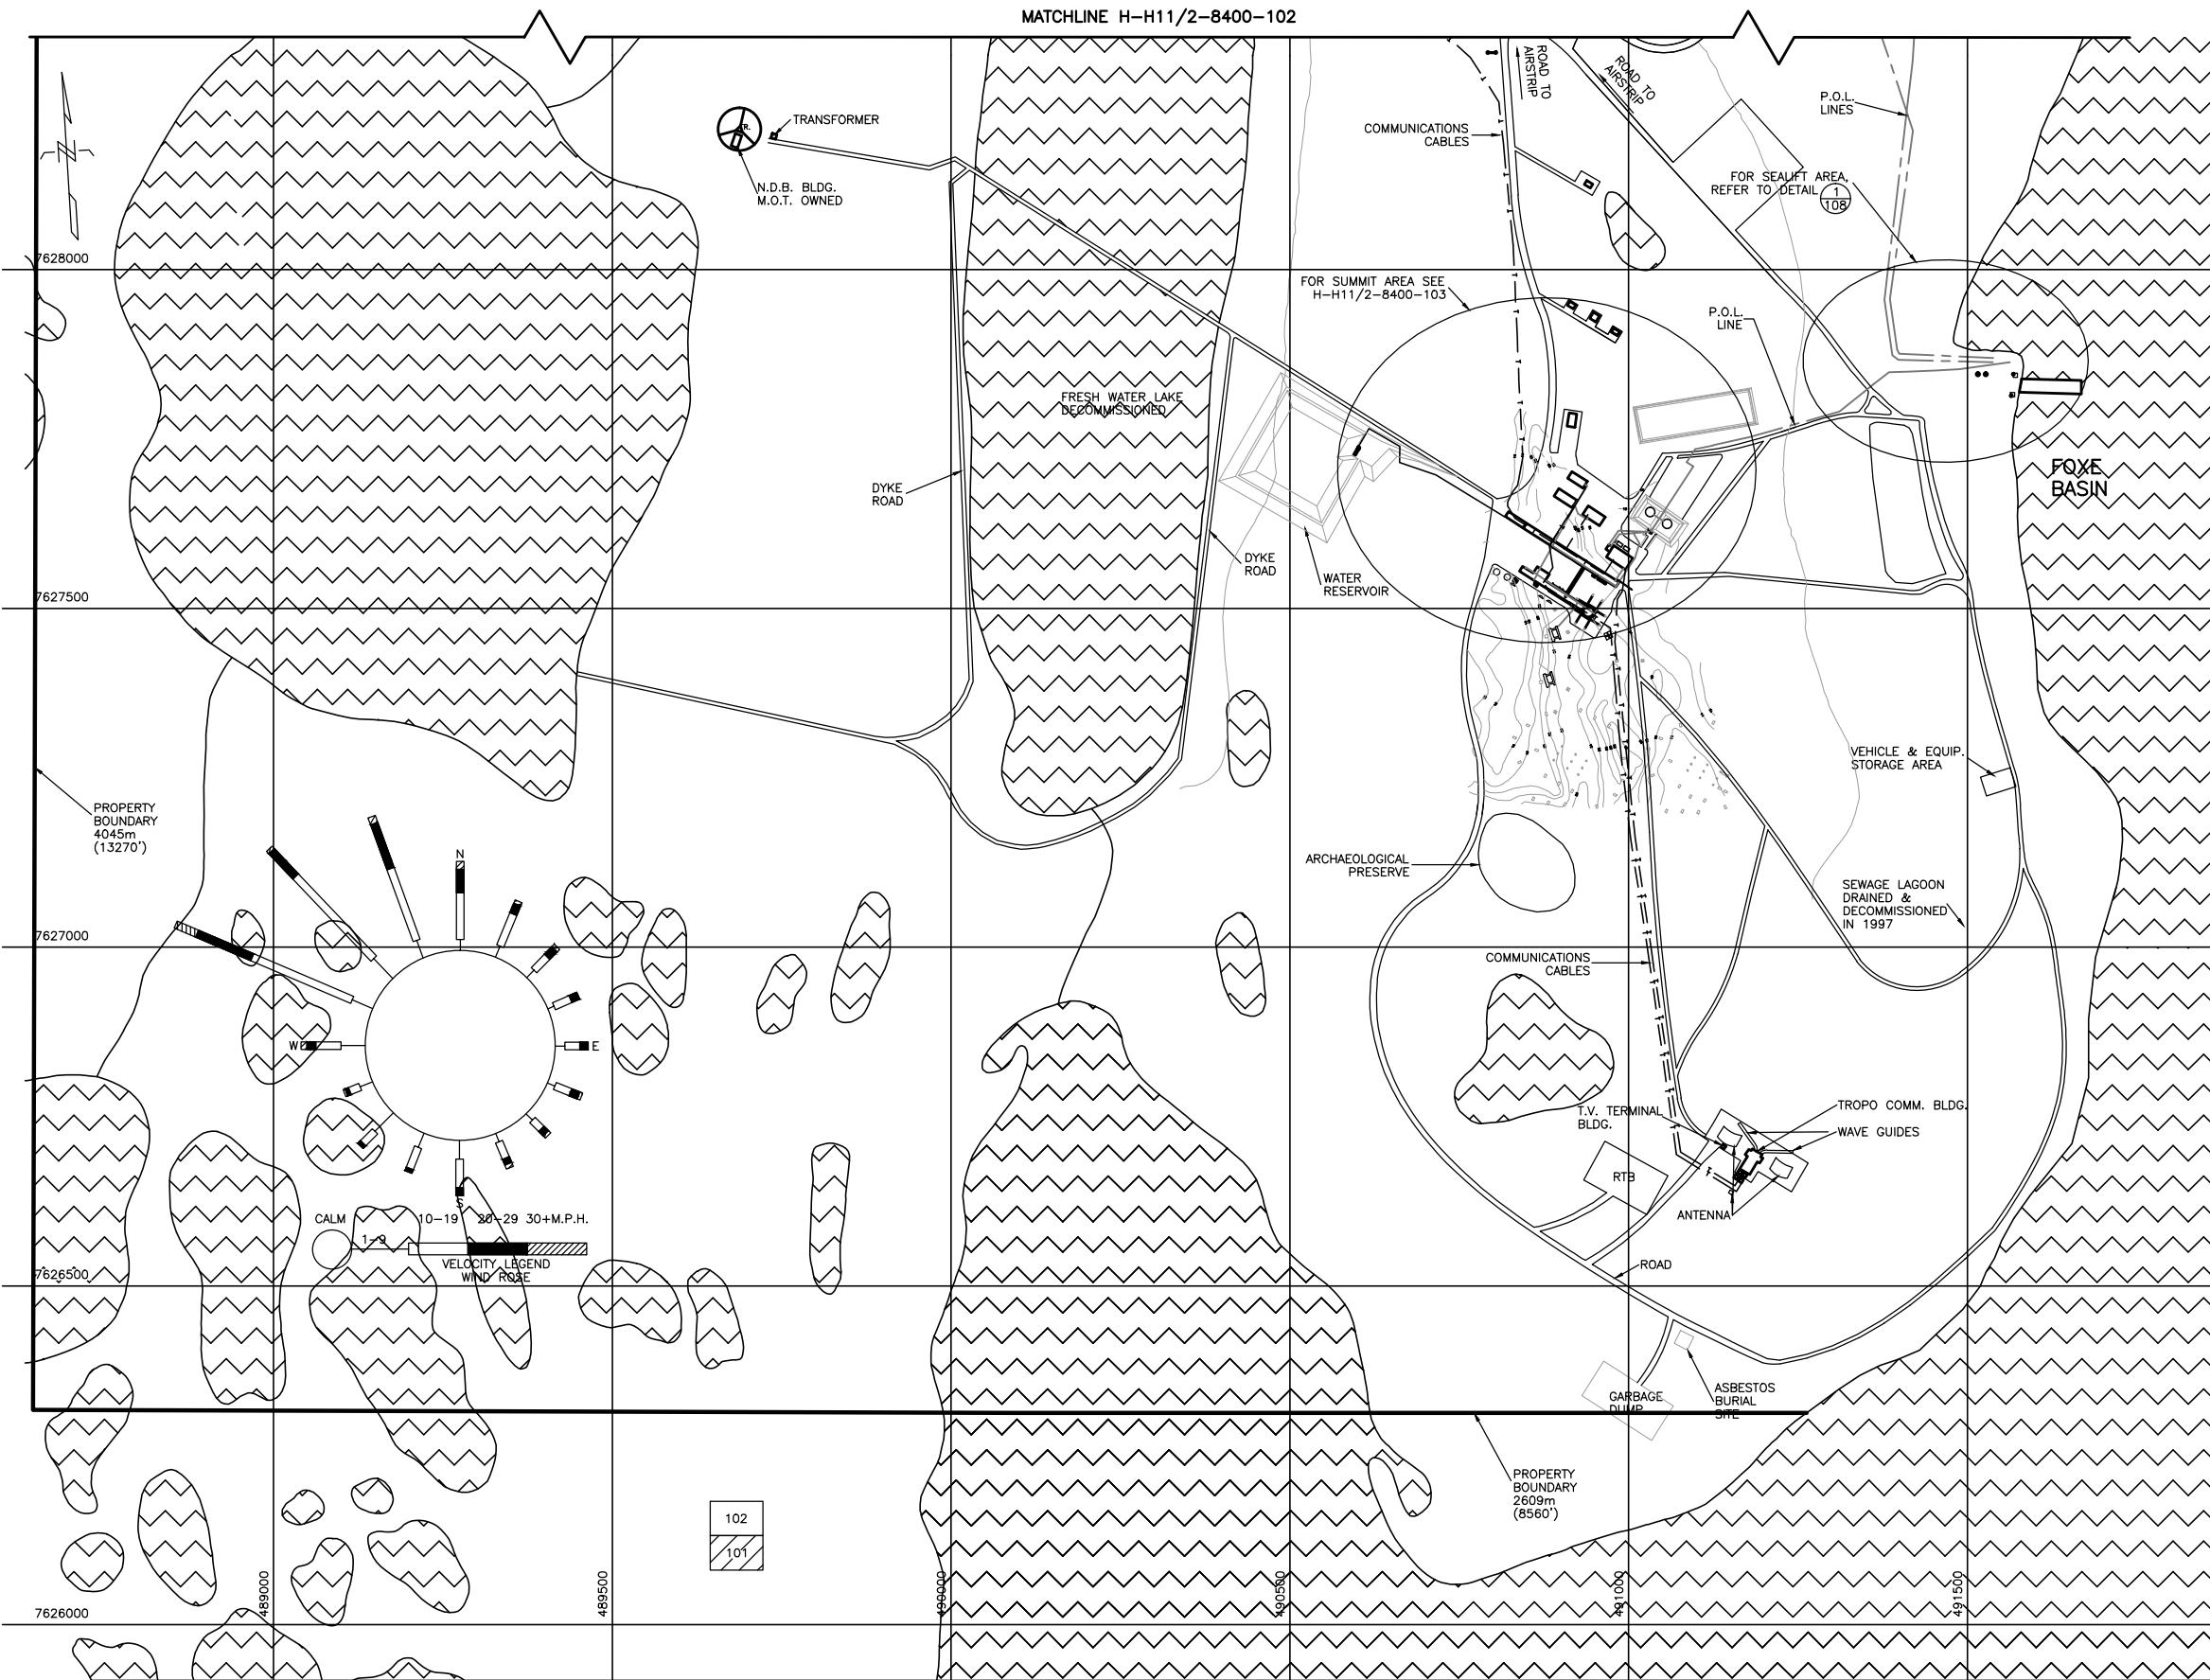 MATCHLINE H-H11/2-8400-102
ROAD TO
AIRSTRIP
ROAD TO
AIRSTRIP
P.O.L.
LINES
TRANSFORMER
TR.
COMMUNICATIONS
CABLES
N.D.B. BLDG.
M.O.T. OWNED
FOR SEALIFT AREA,
REFER TO DETAIL
1
108
7628000
FOR SUMMIT AREA SEE
H-H11/2-8400-103
P.O.L.
LINE
FRESH WATER LAKE
DECOMMISSIONED
FOXE
BASIN
DYKE
ROAD
DYKE
ROAD
WATER
RESERVOIR
7627500
VEHICLE & EQUIP.
STORAGE AREA
PROPERTY
BOUNDARY
4045m
(13270')
ARCHAEOLOGICAL
PRESERVE
SEWAGE LAGOON
DRAINED &
DECOMMISSIONED
IN 1997
N
7627000
COMMUNICATIONS
CABLES
W
E
S
T.V. TERMINAL
BLDG.
TROPO COMM. BLDG.
WAVE GUIDES
RTB
ANTENNA
CALM
1-9
10-19
20-29
30+M.P.H.
VELOCITY LEGEND
WIND ROSE
7626500
ROAD
GARBAGE
DUMP
ASBESTOS
BURIAL
SITE
PROPERTY
BOUNDARY
2609m
(8560')
102
101
489000
489500
490000
490500
491000
491500
7626000